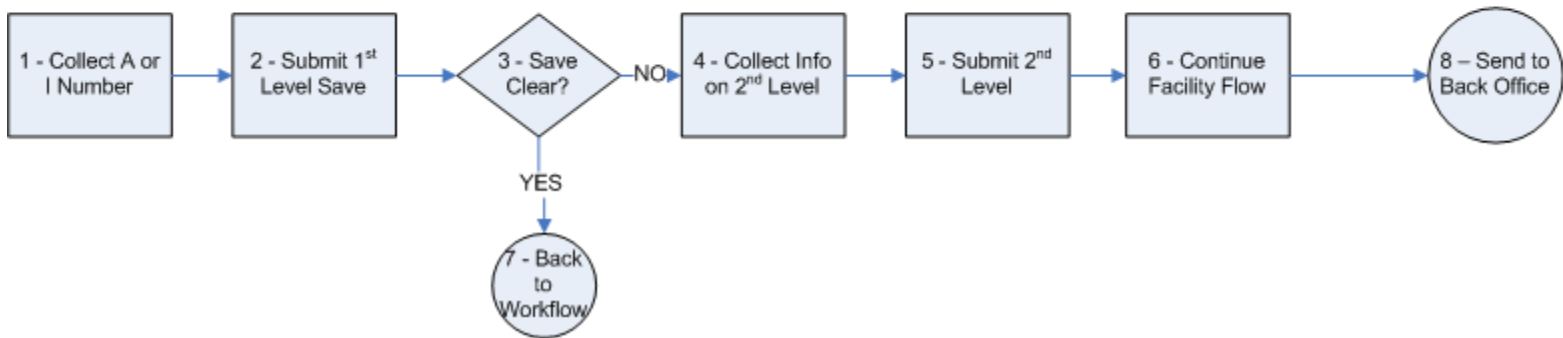 1 - Collect A or
I Number
2 - Submit 1st
Level Save
3 - Save
Clear?
NO
4 - Collect Info
on 2nd Level
5 - Submit 2nd
Level
6 - Continue
Facility Flow
8 – Send to
Back Office
YES
7 - Back
to
Workflow